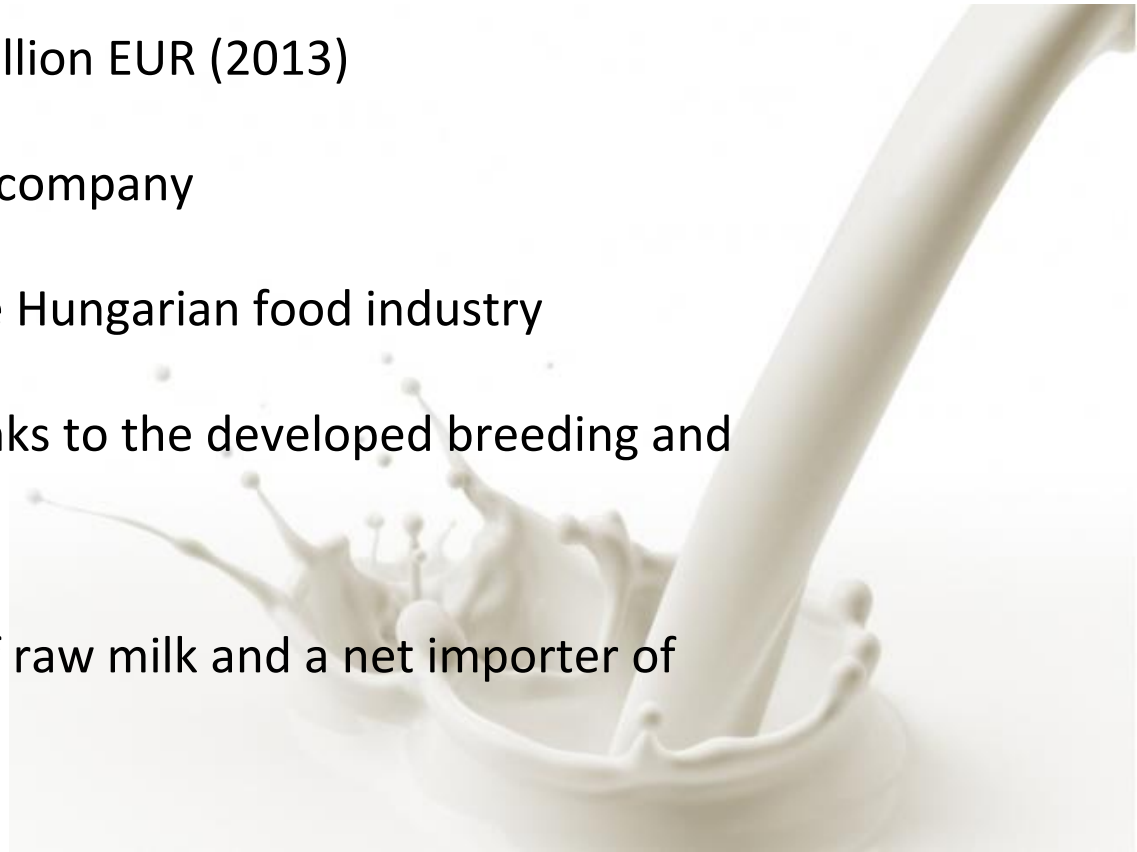 llion EUR (2013)
company
Hungarian food industry
ks to the developed breeding and
raw milk and a net importer of